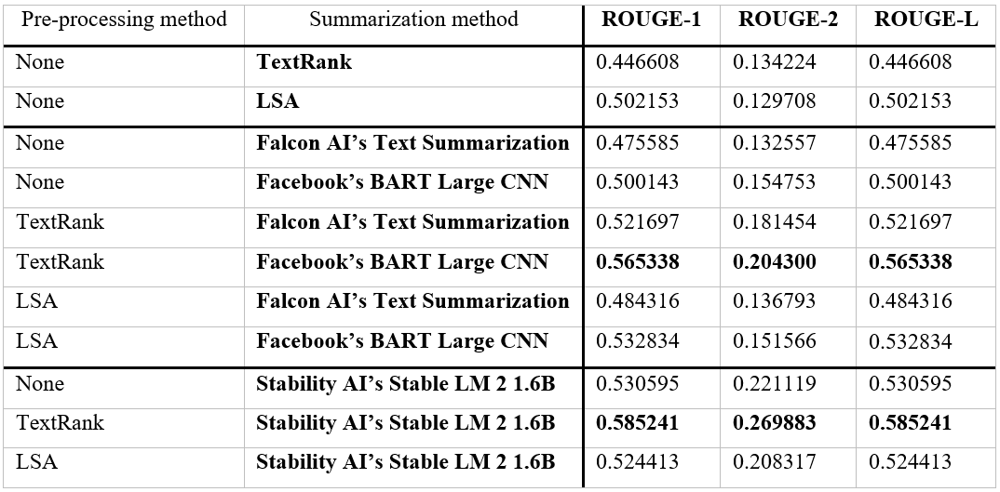 Pre-processing method Summarization method ROUGE-1 ROUGE-2 ROUGE-L
None TextRank 0.446608 0.134224 0.446608
None LSA 0.502153 0.129708 0.502153
None Falcon AI’s Text Summarization 0.475585 0.132557 0.475585
None Facebook’s BART Large CNN 0.500143 0.154753 0.500143
TextRank Falcon AI’s Text Summarization 0.521697 0.181454 0.521697
TextRank Facebook’s BART Large CNN 0.565338 0.204300 0.565338
LSA Falcon AI’s Text Summarization 0.484316 0.136793 0.484316
LSA Facebook’s BART Large CNN 0.532834 0.151566 0.532834
None Stability AI’s Stable LM 2 1.6B 0.530595 0.221119 0.530595
TextRank Stability AI’s Stable LM 2 1.6B 0.585241 0.269883 0.585241
LSA Stability AI’s Stable LM 2 1.6B 0.524413 0.208317 0.524413